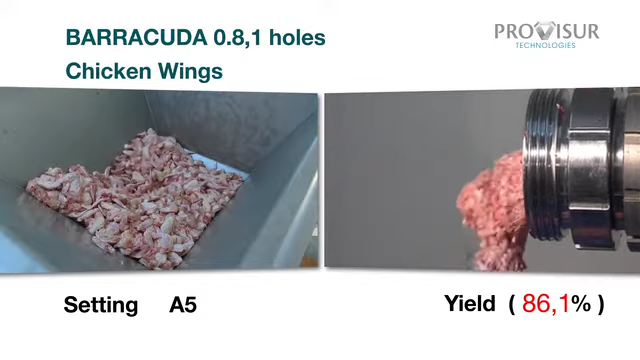 BARRACUDA 0.8,1 holes
Chicken Wings
PROVISUR
TECHNOLOGIES
Setting A5
Yield ( 86,1% )